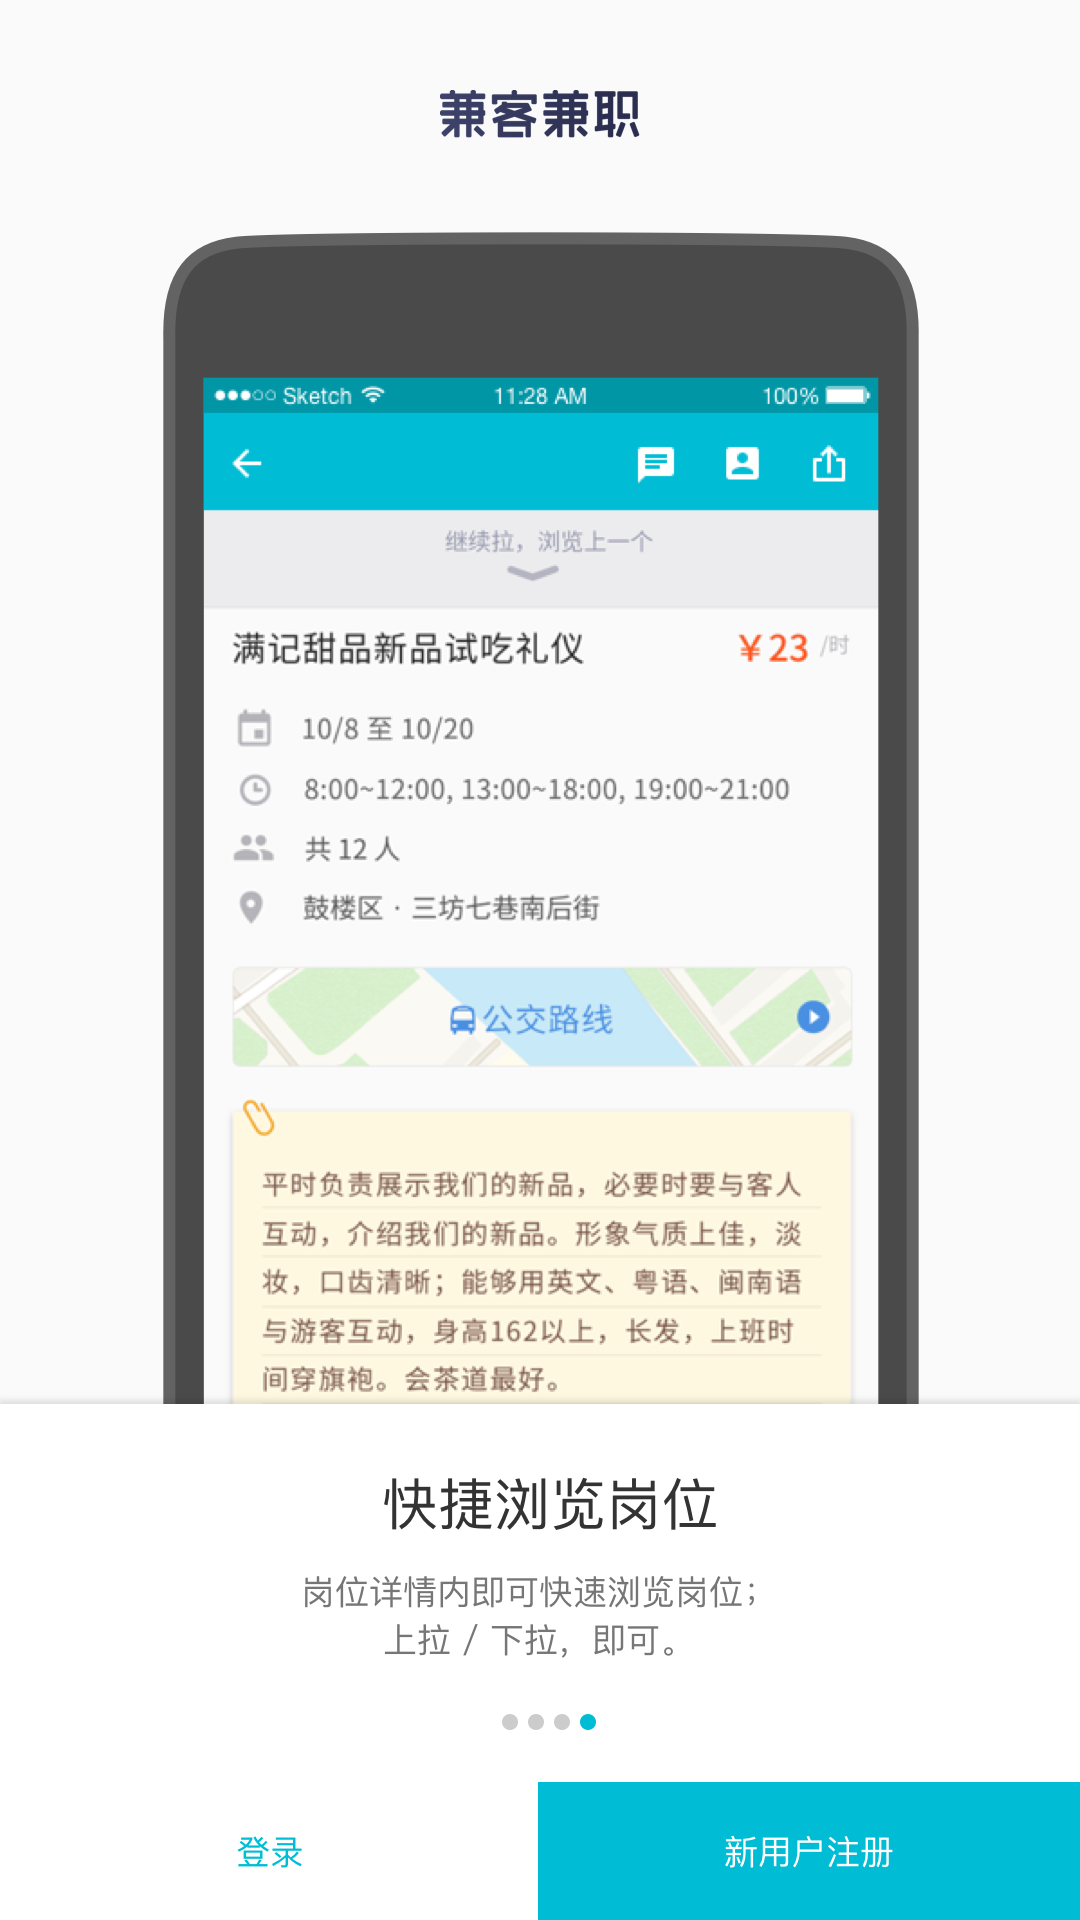 兼客兼职
Sketch
11:28 AM
100%
继续拉，浏览上一个
满记甜品新品试吃礼仪
￥23 /时
10/8 至 10/20
8:00~12:00, 13:00~18:00, 19:00~21:00
共 12 人
鼓楼区 · 三坊七巷南后街
公交路线
平时负责展示我们的新品，必要时要与客人
互动，介绍我们的新品。形象气质上佳，淡
妆，口齿清晰；能够用英文、粤语、闽南语
与游客互动，身高162以上，长发，上班时
间穿旗袍。会茶道最好。
快捷浏览岗位
岗位详情内即可快速浏览岗位；
上拉 / 下拉，即可。
登录
新用户注册